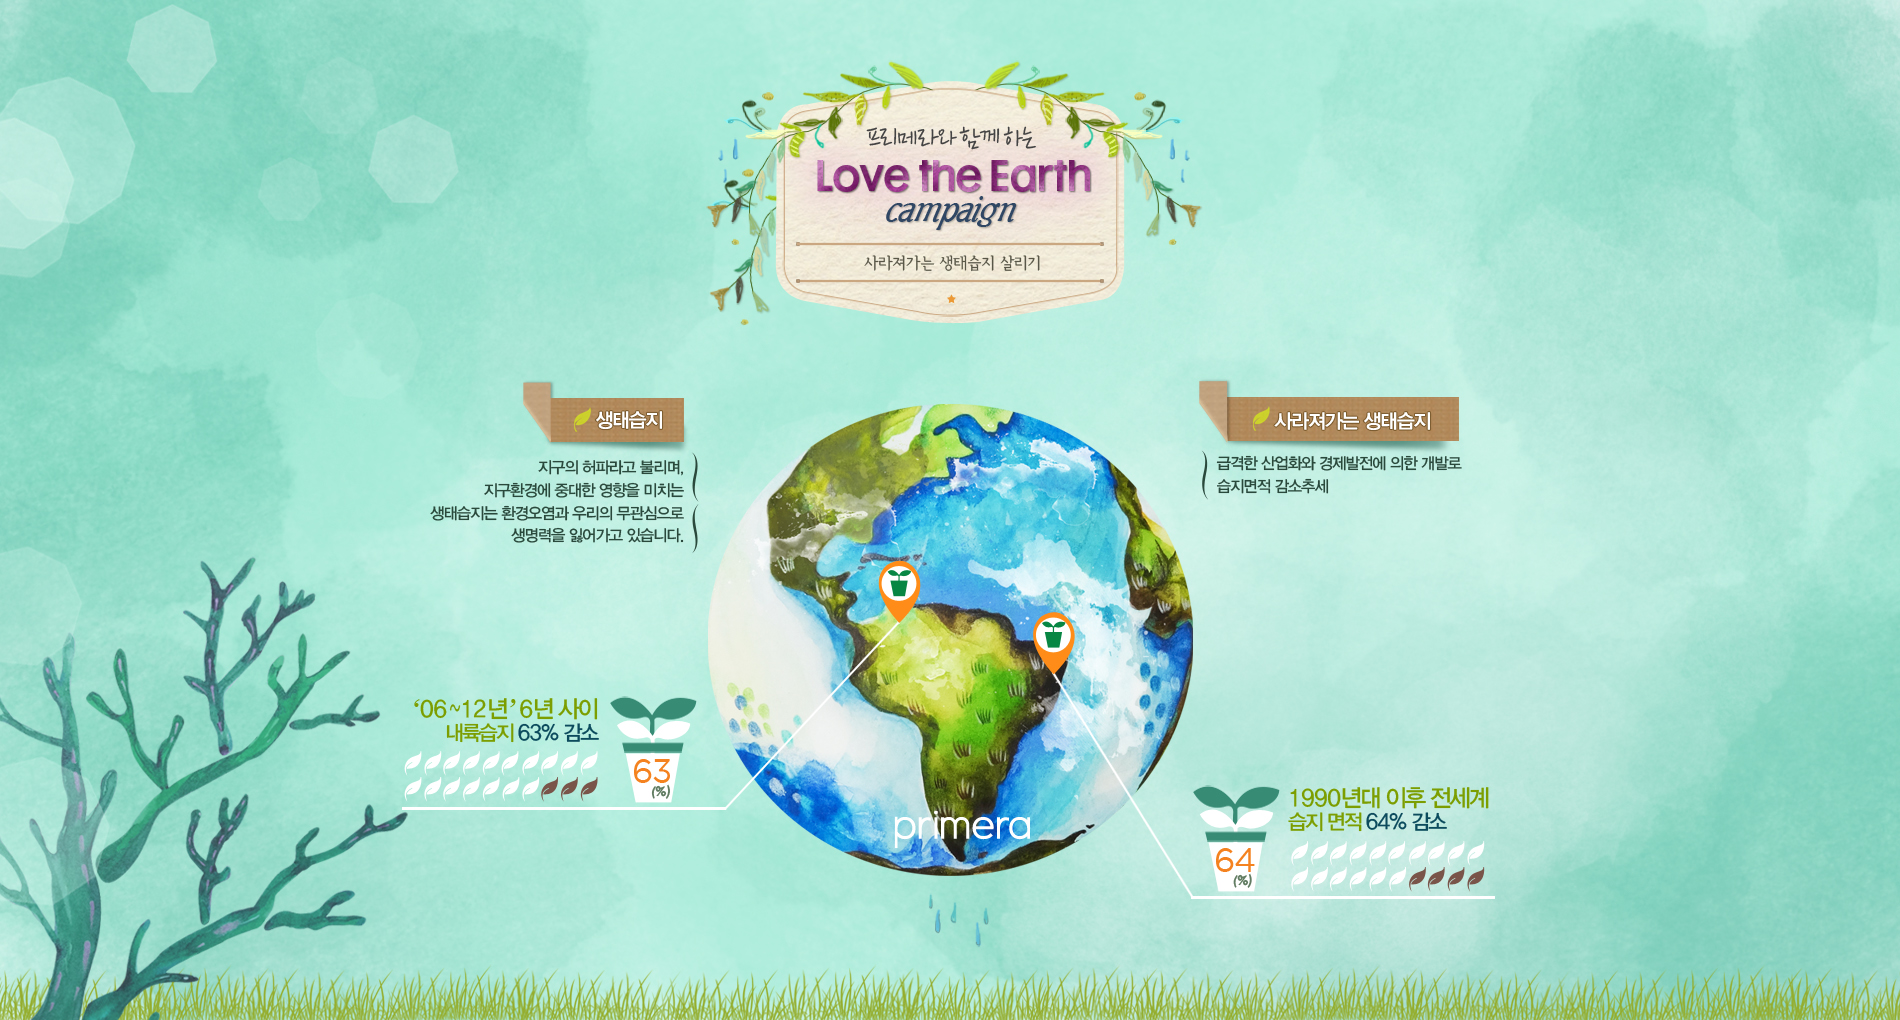 프리메라와 함께 하는
Love the Earth
campaign
사라져가는 생태습지 살리기
생태습지
지구의 허파라고 불리며,
지구환경에 중대한 영향을 미치는
생태습지는 환경오염과 우리의 무관심으로
생명력을 잃어가고 있습니다.
사라져가는 생태습지
급격한 산업화와 경제발전에 의한 개발로
습지면적 감소추세
‘06~12년’ 6년 사이
내륙습지 63% 감소
63
(%)
primera
1990년대 이후 전세계
습지 면적 64% 감소
64
(%)